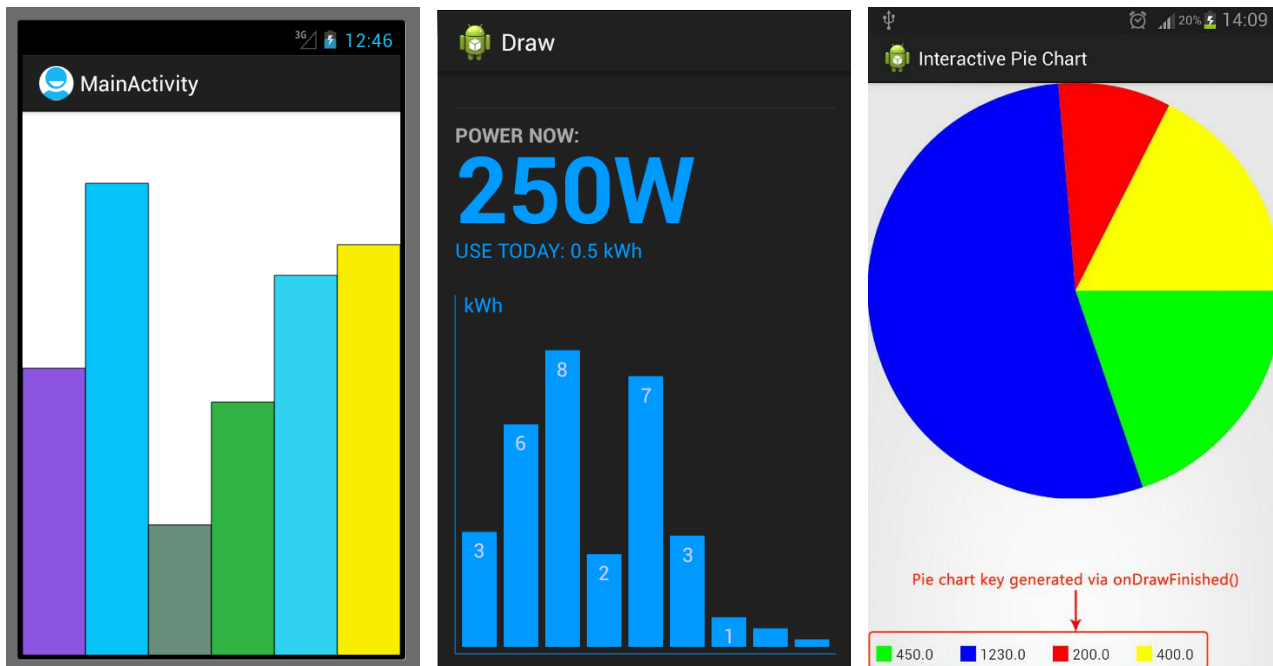 3G 12:46
MainActivity
Draw
POWER NOW:
250W
USE TODAY: 0.5 kWh
kWh
8
7
6
3
3
2
1
20% 14:09
Interactive Pie Chart
Pie chart key generated via onDrawFinished()
450.0 1230.0 200.0 400.0